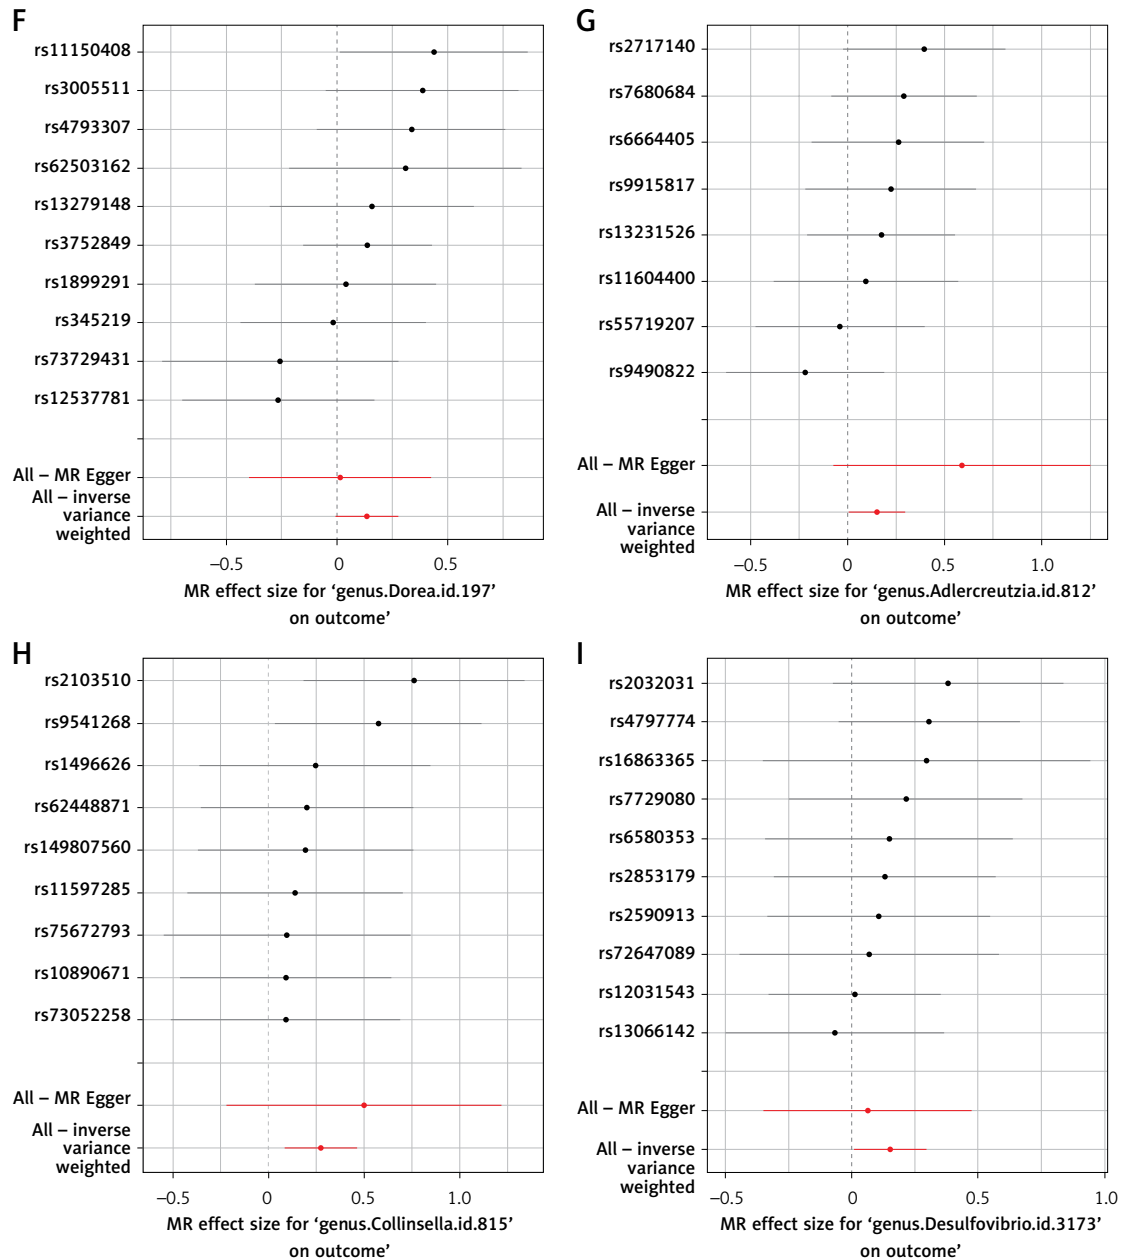 F
rs11150408
rs3005511
rs4793307
rs62503162
rs13279148
rs3752849
rs1899291
rs345219
rs73729431
rs12537781
All – MR Egger
All – inverse
variance
weighted
−0.5 0 0.5
MR effect size for ‘genus.Dorea.id.197’
on outcome’
G
rs2717140
rs7680684
rs6664405
rs9915817
rs13231526
rs11604400
rs55719207
rs9490822
All – MR Egger
All – inverse
variance
weighted
−0.5 0 0.5 1.0
MR effect size for ‘genus.Adlercreutzia.id.812’
on outcome’
H
rs2103510
rs9541268
rs1496626
rs62448871
rs149807560
rs11597285
rs75672793
rs10890671
rs73052258
All – MR Egger
All – inverse
variance
weighted
−0.5 0 0.5 1.0
MR effect size for ‘genus.Collinsella.id.815’
on outcome’
I
rs2032031
rs4797774
rs16863365
rs7729080
rs6580353
rs2853179
rs2590913
rs72647089
rs12031543
rs13066142
All – MR Egger
All – inverse
variance
weighted
−0.5 0 0.5 1.0
MR effect size for ‘genus.Desulfovibrio.id.3173’
on outcome’